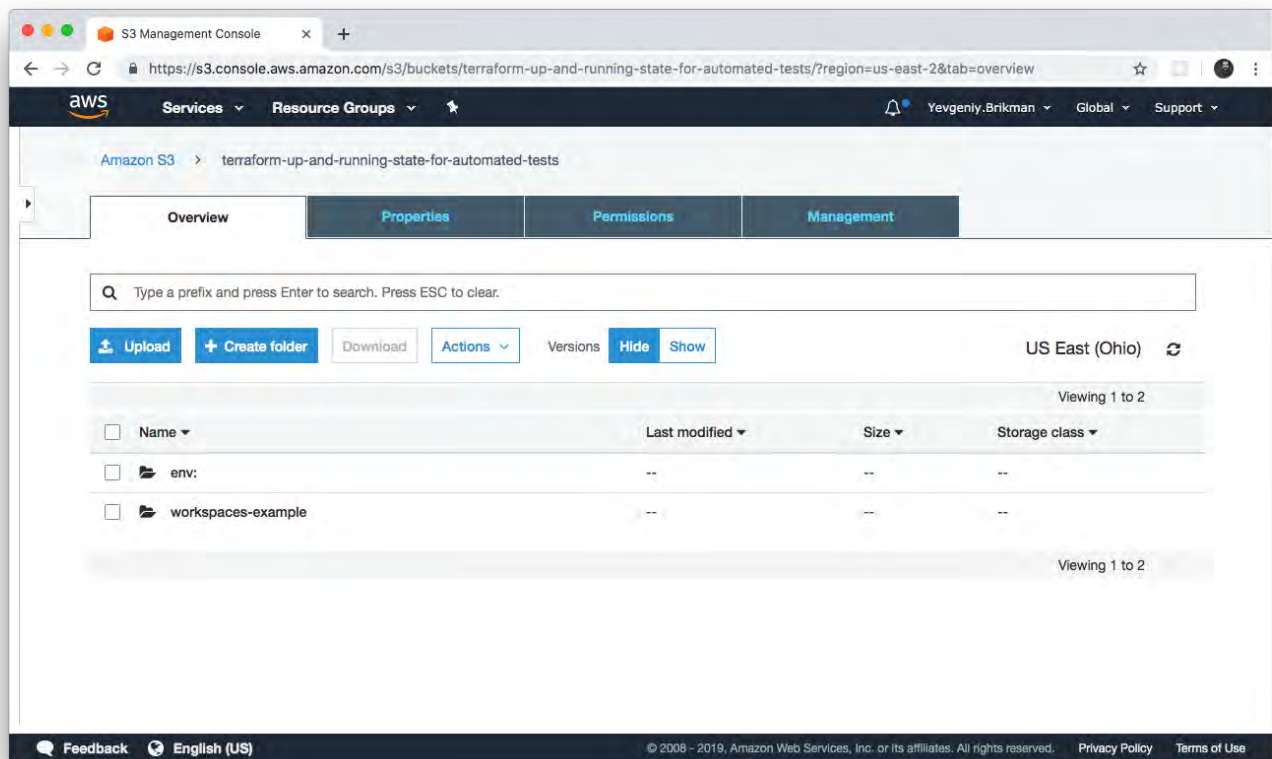 S3 Management Console
https://s3.console.aws.amazon.com/s3/buckets/terraform-up-and-running-state-for-automated-tests/?region=us-east-2&tab=overview
aws Services Resource Groups Yevgeniy.Brikman Global Support
Amazon S3 > terraform-up-and-running-state-for-automated-tests
Overview Properties Permissions Management
Type a prefix and press Enter to search. Press ESC to clear.
Upload + Create folder Download Actions Versions Hide Show US East (Ohio)
Viewing 1 to 2
Name Last modified Size Storage class
env: -- -- --
workspaces-example -- -- --
Viewing 1 to 2
Feedback English (US) © 2008 - 2019, Amazon Web Services, Inc. or its affiliates. All rights reserved. Privacy Policy Terms of Use